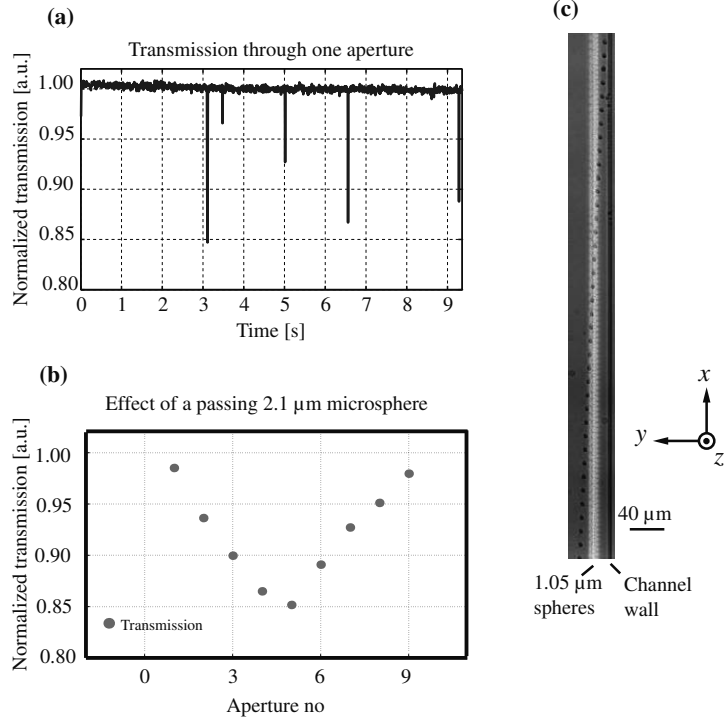 (a)
Transmission through one aperture
Normalized transmission [a.u.]
1.00
0.95
0.90
0.85
0.80
0 1 2 3 4 5 6 7 8 9
Time [s]
(b)
Effect of a passing 2.1 µm microsphere
Normalized transmission [a.u.]
1.00
0.95
0.90
0.85
0.80
Transmission
0 3 6 9
Aperture no
(c)
x
y
z
40 µm
1.05 µm
spheres
Channel
wall